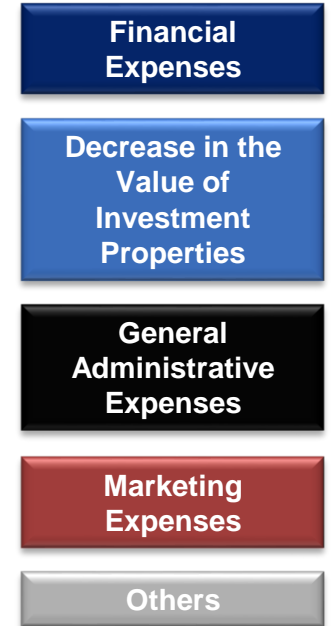 Financial
Expenses
Decrease in the
Value of
Investment
Properties
General
Administrative
Expenses
Marketing
Expenses
Others